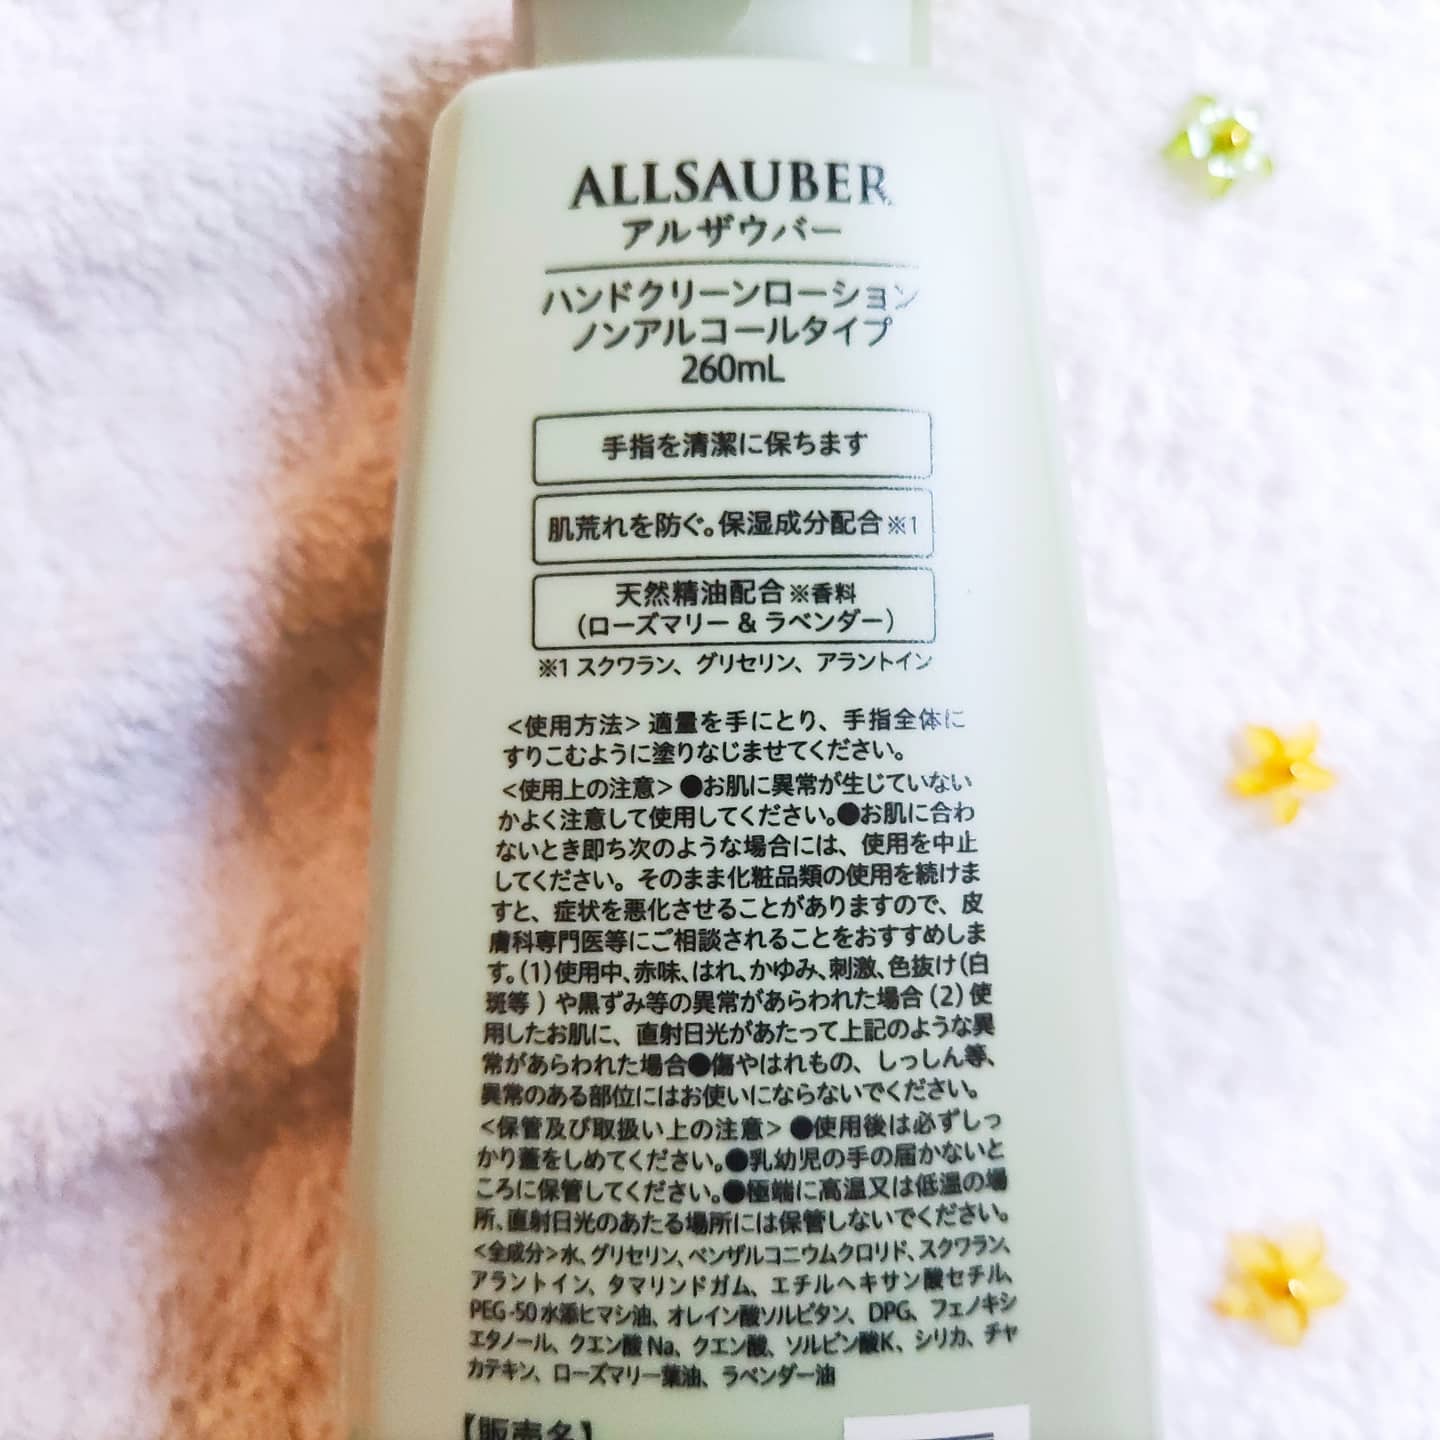 ALLSAUBER
アルザウバー
ハンドクリーンローション
ノンアルコールタイプ
260mL
手指を清潔に保ちます
肌荒れを防ぐ。保湿成分配合※1
天然精油配合※香料
(ローズマリー & ラベンダー)
※1 スクワラン、グリセリン、アラントイン
<使用方法> 適量を手にとり、手指全体に
すりこむように塗りなじませてください。
<使用上の注意> ●お肌に異常が生じていない
かよく注意して使用してください。●お肌に合わ
ないとき即ち次のような場合には、使用を中止
してください。そのまま化粧品類の使用を続けま
すと、症状を悪化させることがありますので、皮
膚科専門医等にご相談されることをおすすめしま
す。(1)使用中、赤味、はれ、かゆみ、刺激、色抜け(白
斑等)や黒ずみ等の異常があらわれた場合(2)使
用したお肌に、直射日光があたって上記のような異
常があらわれた場合●傷やはれもの、しっしん等、
異常のある部位にはお使いにならないでください。
<保管及び取扱い上の注意> ●使用後は必ずしっ
かり蓋をしめてください。●乳幼児の手の届かないと
ころに保管してください。●極端に高温又は低温の場
所、直射日光のあたる場所には保管しないでください。
<全成分>水、グリセリン、ベンザルコニウムクロリド、スクワラン、
アラントイン、タマリンドガム、エチルヘキサン酸セチル、
PEG-50水添ヒマシ油、オレイン酸ソルビタン、DPG、フェノキシ
エタノール、クエン酸Na、クエン酸、ソルビン酸K、シリカ、チャ
カテキン、ローズマリー葉油、ラベンダー油
【販売名】